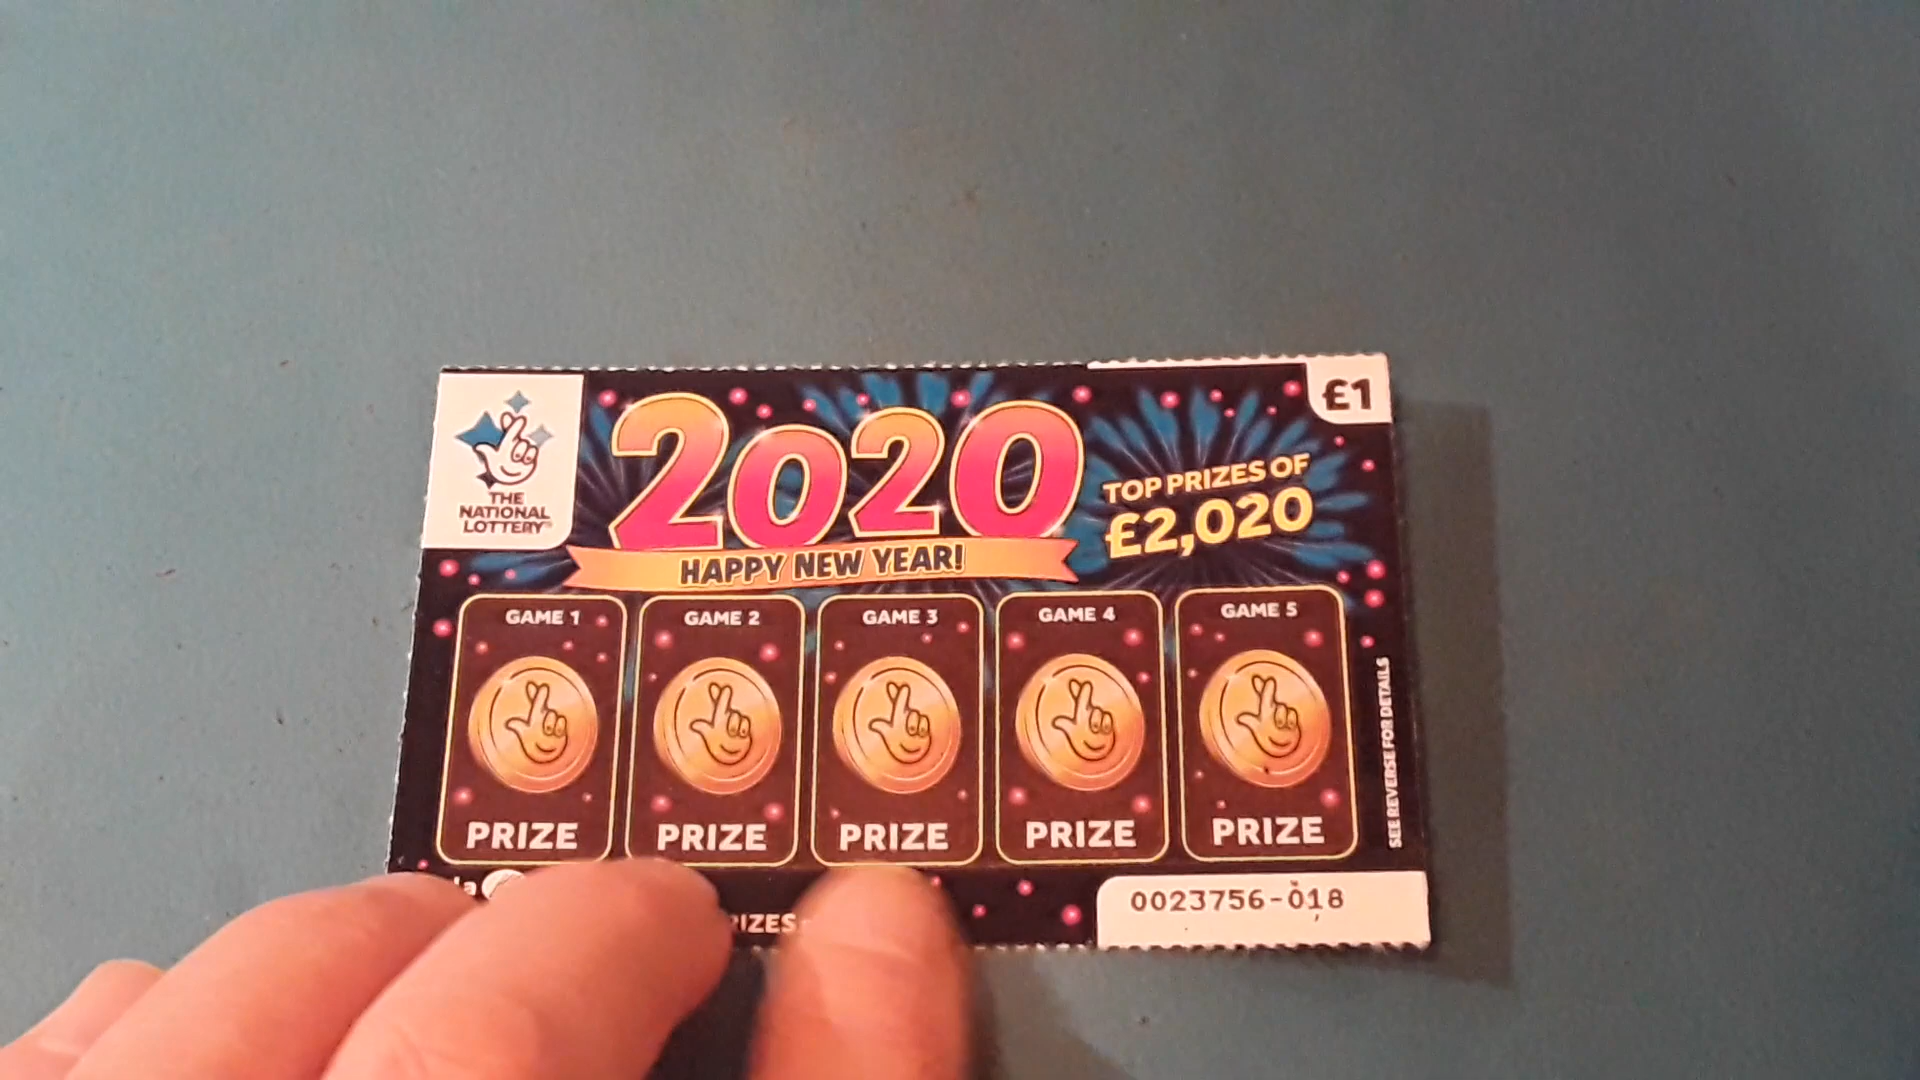 THE
NATIONAL
LOTTERY®
2020
HAPPY NEW YEAR!
TOP PRIZES OF
£2,020
£1
GAME 1
PRIZE
GAME 2
PRIZE
GAME 3
PRIZE
GAME 4
PRIZE
GAME 5
PRIZE
SEE REVERSE FOR DETAILS
0023756-018